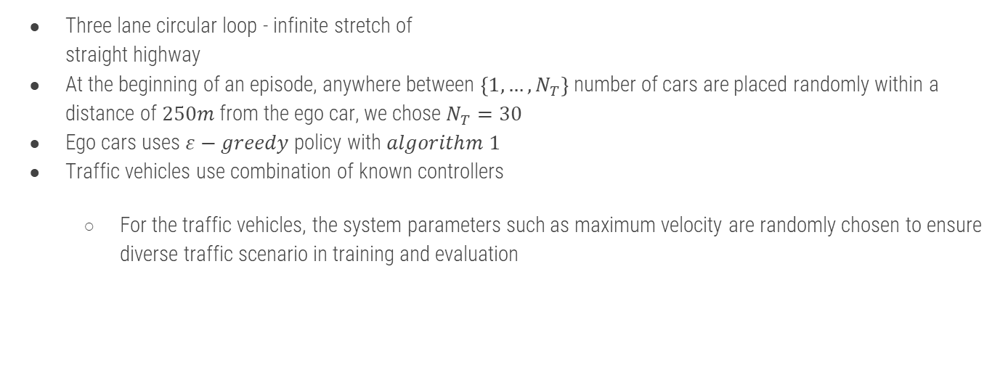 ● Three lane circular loop - infinite stretch of
straight highway
● At the beginning of an episode, anywhere between {1, … , N_T} number of cars are placed randomly within a
distance of 250m from the ego car, we chose N_T = 30
● Ego cars uses ε − greedy policy with algorithm 1
● Traffic vehicles use combination of known controllers
○ For the traffic vehicles, the system parameters such as maximum velocity are randomly chosen to ensure
diverse traffic scenario in training and evaluation